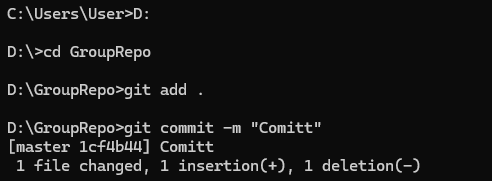 C:\Users\User>D:
D:\>cd GroupRepo
D:\GroupRepo>git add .
D:\GroupRepo>git commit -m "Comitt"
[master 1cf4b44] Comitt
 1 file changed, 1 insertion(+), 1 deletion(-)